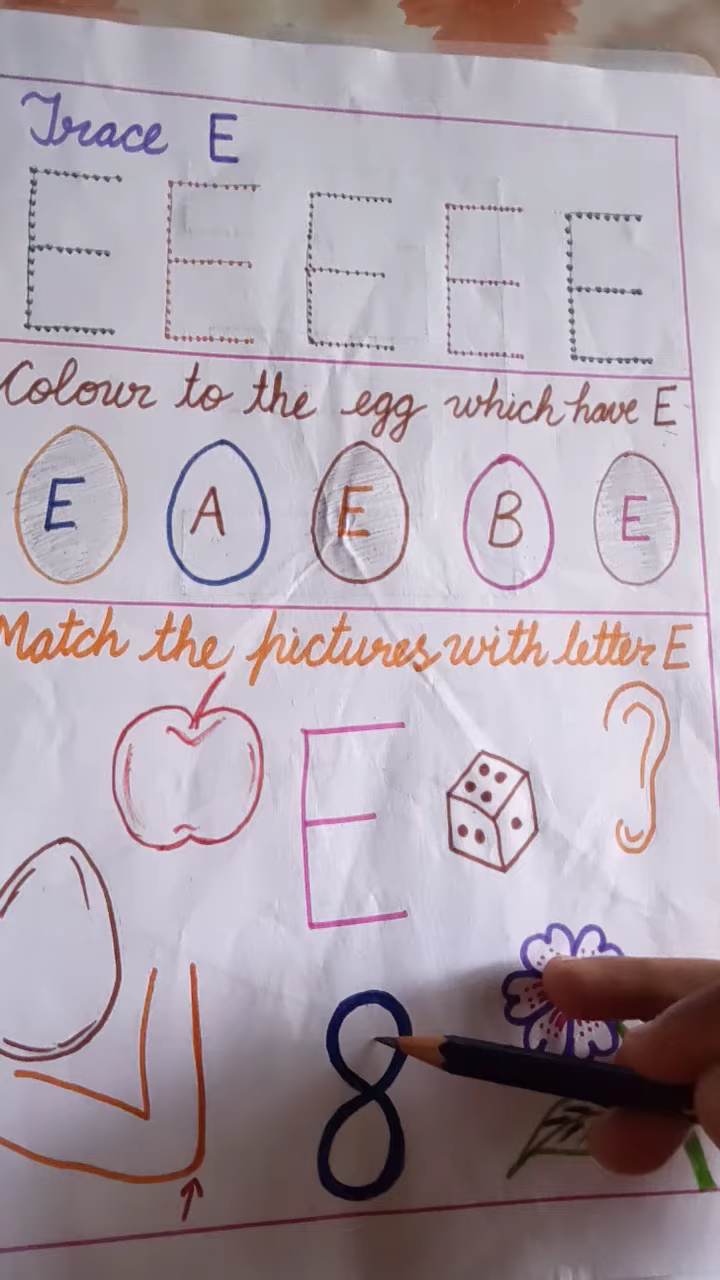 Trace E
E E E E E
Colour to the egg which have E
E A E B E
Match the pictures with letter E
E
8